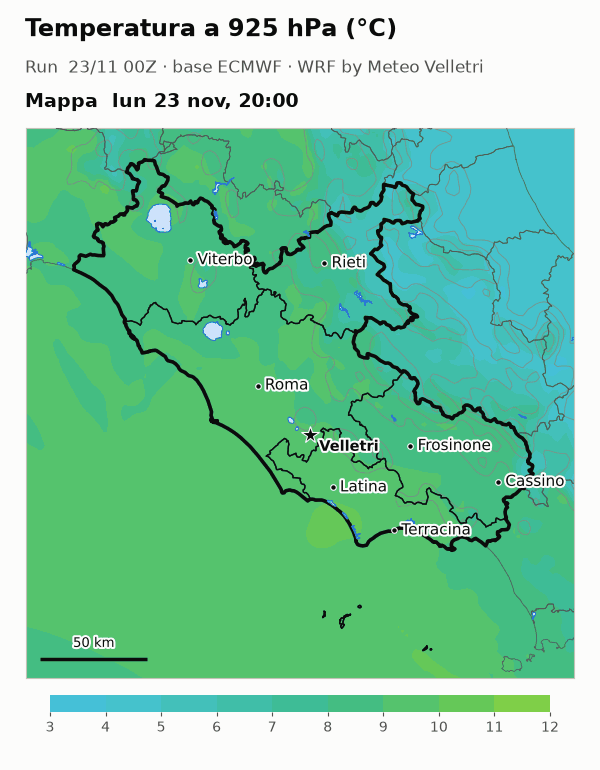 Temperatura a 925 hPa (°C)
Run  23/11 00Z · base ECMWF · WRF by Meteo Velletri
Mappa  lun 23 nov, 20:00
Viterbo
Rieti
Roma
Velletri
Frosinone
Latina
Cassino
Terracina
50 km
3 4 5 6 7 8 9 10 11 12